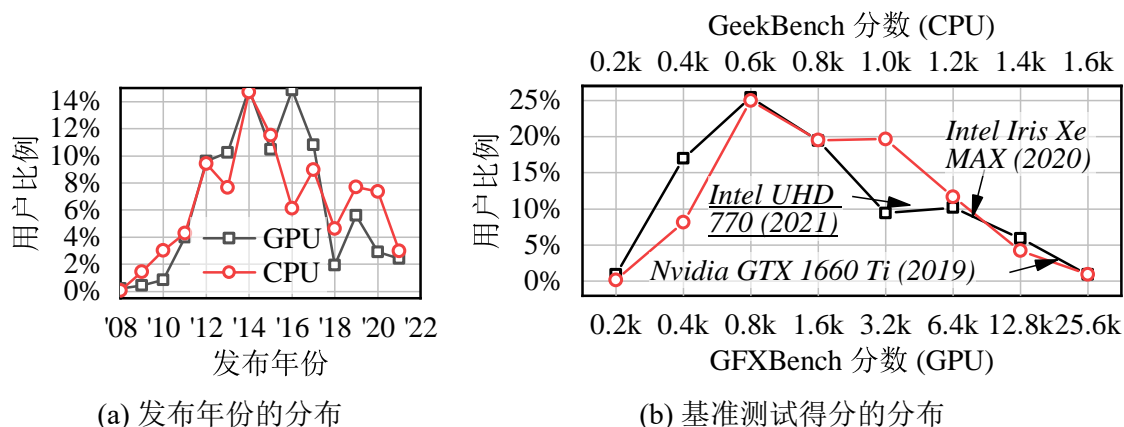 用户比例
14%
12%
10%
8%
6%
4%
2%
0%
GPU
CPU
'08 '10 '12 '14 '16 '18 '20 '22
发布年份
(a) 发布年份的分布
GeekBench 分数 (CPU)
0.2k 0.4k 0.6k 0.8k 1.0k 1.2k 1.4k 1.6k
用户比例
25%
20%
15%
10%
5%
0%
Intel Iris Xe
MAX (2020)
Intel UHD
770 (2021)
Nvidia GTX 1660 Ti (2019)
0.2k 0.4k 0.8k 1.6k 3.2k 6.4k 12.8k 25.6k
GFXBench 分数 (GPU)
(b) 基准测试得分的分布